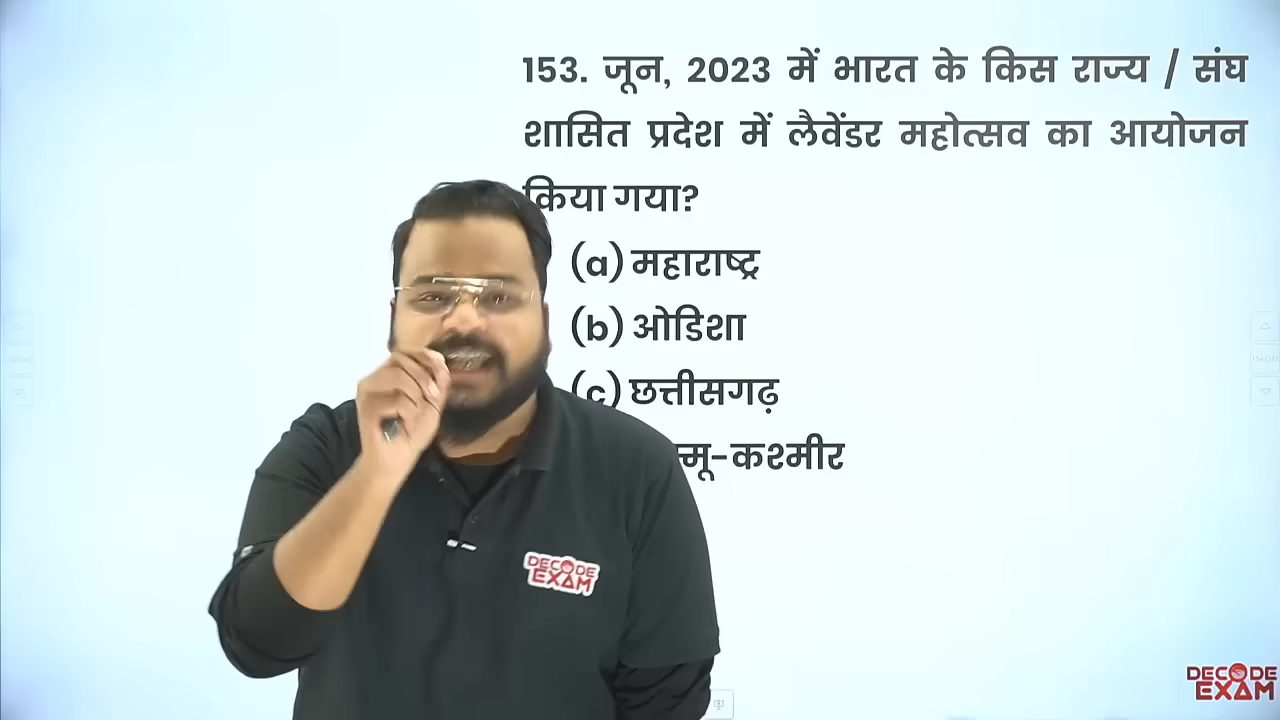 153. जून, 2023 में भारत के किस राज्य / संघ
शासित प्रदेश में लैवेंडर महोत्सव का आयोजन
किया गया?
(a) महाराष्ट्र
(b) ओडिशा
(c) छत्तीसगढ़
मू-कश्मीर
DECODE
EXAM
DECODE
EXAM